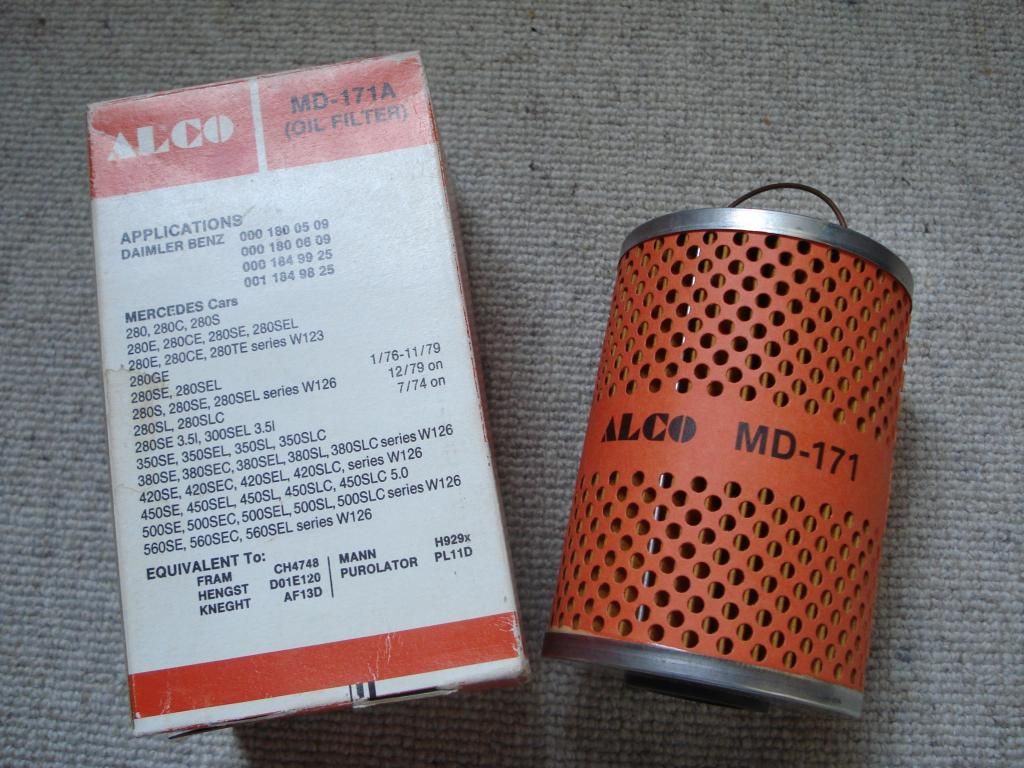 ALCO
MD-171A
(OIL FILTER)
APPLICATIONS
DAIMLER BENZ 000 180 05 09
000 180 06 09
000 184 99 25
001 184 98 25
MERCEDES Cars
280, 280C, 280S
280E, 280CE, 280SE, 280SEL
280E, 280CE, 280TE series W123
280GE
280SE, 280SEL 1/76-11/79
280S, 280SE, 280SEL series W126 12/79 on
280SL, 280SLC 7/74 on
280SE 3.5l, 300SEL 3.5l
350SE, 350SEL, 350SL, 350SLC
380SE, 380SEC, 380SEL, 380SL, 380SLC series W126
420SE, 420SEC, 420SEL, 420SLC, series W126
450SE, 450SEL, 450SL, 450SLC, 450SLC 5.0
500SE, 500SEC, 500SEL, 500SL, 500SLC series W126
560SE, 560SEC, 560SEL series W126
EQUIVALENT To:
FRAM CH4748
HENGST D01E120
KNEGHT AF13D
MANN H929x
PUROLATOR PL11D
ALCO MD-171